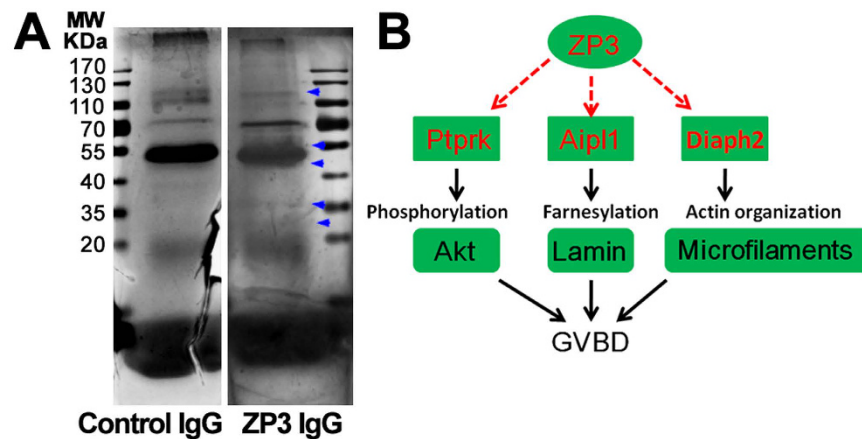 A
MW
KDa
170
130
110
70
55
40
35
20
Control IgG
ZP3 IgG
B
ZP3
Ptprk
Aipl1
Diaph2
Phosphorylation
Farnesylation
Actin organization
Akt
Lamin
Microfilaments
GVBD